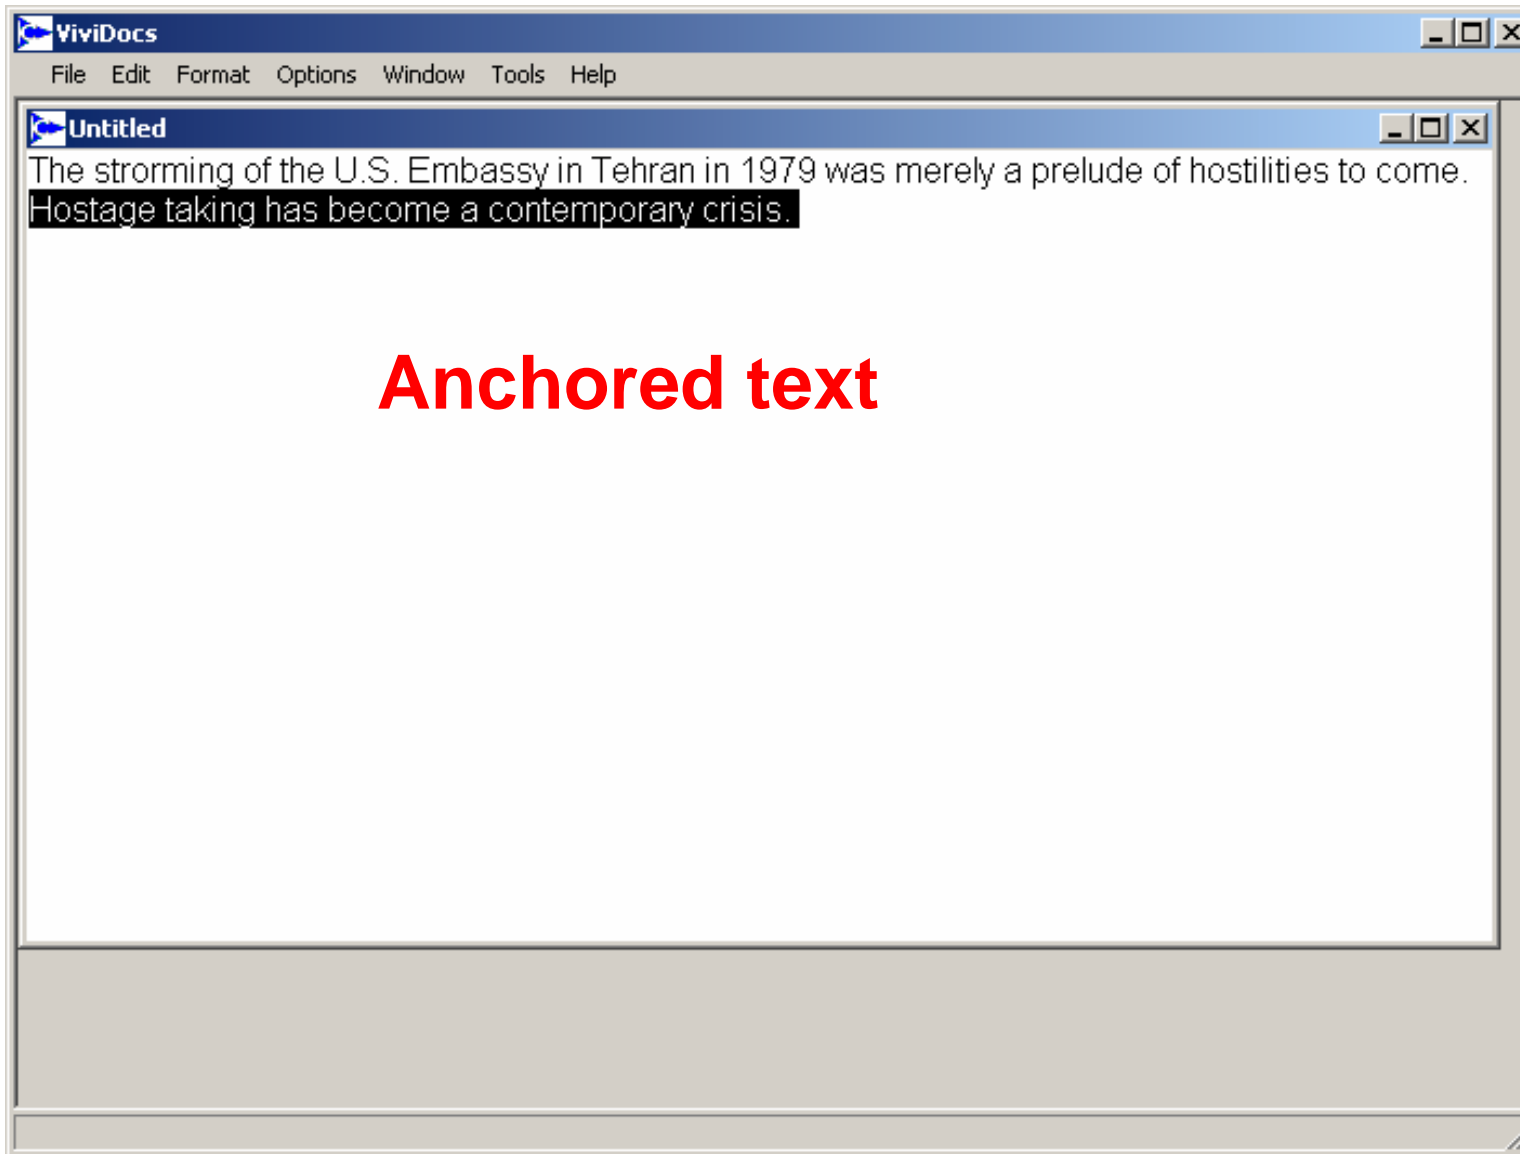 ViviDocs
File Edit Format Options Window Tools Help
Untitled
The strorming of the U.S. Embassy in Tehran in 1979 was merely a prelude of hostilities to come.
Hostage taking has become a contemporary crisis.
Anchored text